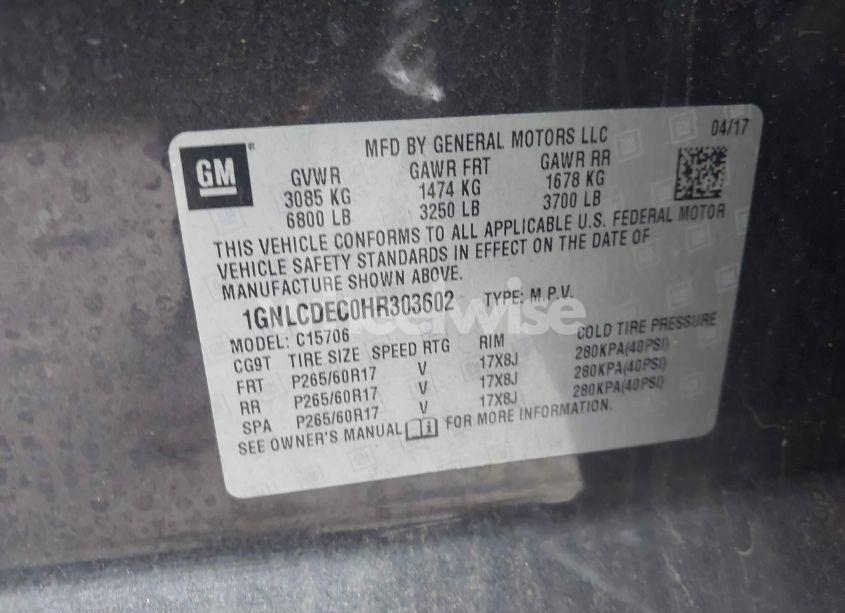 GM
MFD BY GENERAL MOTORS LLC
04/17
GVWR GAWR FRT GAWR RR
3085 KG 1474 KG 1678 KG
6800 LB 3250 LB 3700 LB
THIS VEHICLE CONFORMS TO ALL APPLICABLE U.S. FEDERAL MOTOR
VEHICLE SAFETY STANDARDS IN EFFECT ON THE DATE OF
MANUFACTURE SHOWN ABOVE.
1GNLCDEC0HR303602 TYPE: M.P.V.
MODEL: C15706
CG9T TIRE SIZE SPEED RTG RIM COLD TIRE PRESSURE
FRT P265/60R17 V 17X8J 280KPA(40PSI)
RR P265/60R17 V 17X8J 280KPA(40PSI)
SPA P265/60R17 V 17X8J 280KPA(40PSI)
SEE OWNER'S MANUAL FOR MORE INFORMATION.